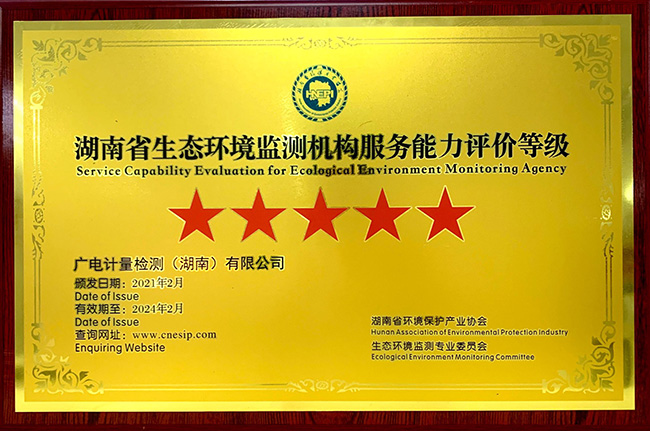 HNEPI
湖南省生态环境监测机构服务能力评价等级
Service Capability Evaluation for Ecological Environment Monitoring Agency
广电计量检测（湖南）有限公司
颁发日期：2021年2月
Date of Issue
有效期至：2024年2月
Date of Issue
查询网址：www.cnesip.com
Enquiring Website
湖南省环境保护产业协会
Hunan Association of Environmental Protection Industry
生态环境监测专业委员会
Ecological Environment Monitoring Committee